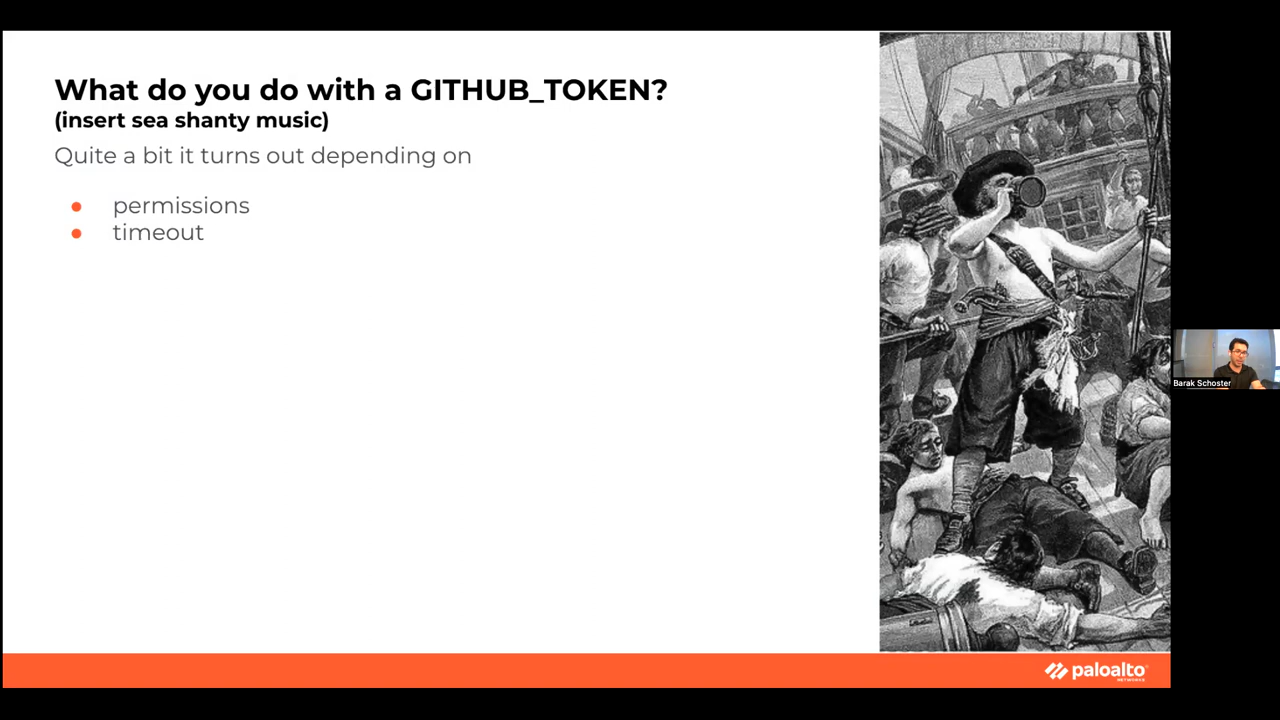 What do you do with a GITHUB_TOKEN?
(insert sea shanty music)
Quite a bit it turns out depending on
permissions
timeout
Barak Schoster
paloalto
NETWORKS